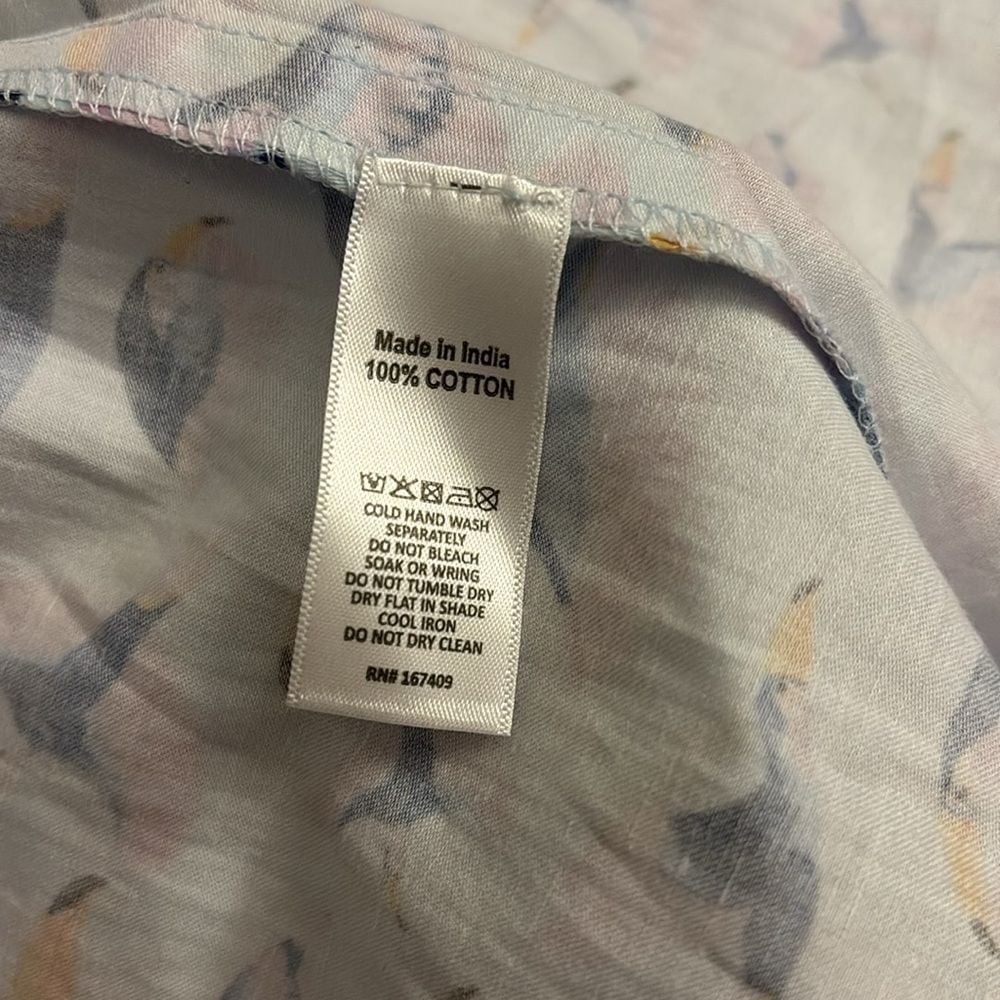 Made in India
100% COTTON
COLD HAND WASH
SEPARATELY
DO NOT BLEACH
SOAK OR WRING
DO NOT TUMBLE DRY
DRY FLAT IN SHADE
COOL IRON
DO NOT DRY CLEAN
RN# 167409